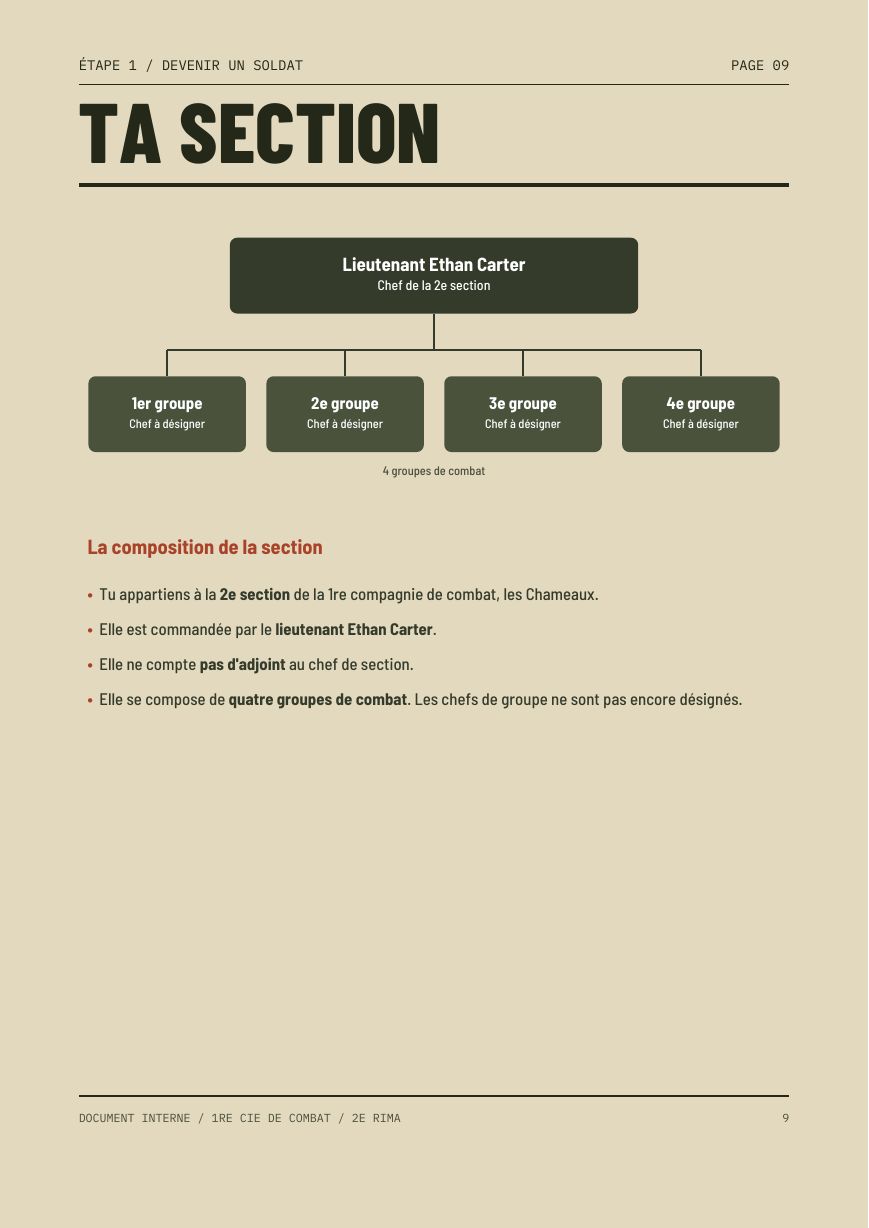 ÉTAPE 1 / DEVENIR UN SOLDAT PAGE 09
TA SECTION
Lieutenant Ethan Carter
Chef de la 2e section
1er groupe 2e groupe 3e groupe 4e groupe
Chef à désigner Chef à désigner Chef à désigner Chef à désigner
4 groupes de combat
La composition de la section
• Tu appartiens à la 2e section de la 1re compagnie de combat, les Chameaux.
• Elle est commandée par le lieutenant Ethan Carter.
• Elle ne compte pas d'adjoint au chef de section.
• Elle se compose de quatre groupes de combat. Les chefs de groupe ne sont pas encore désignés.
DOCUMENT INTERNE / 1RE CIE DE COMBAT / 2E RIMA 9